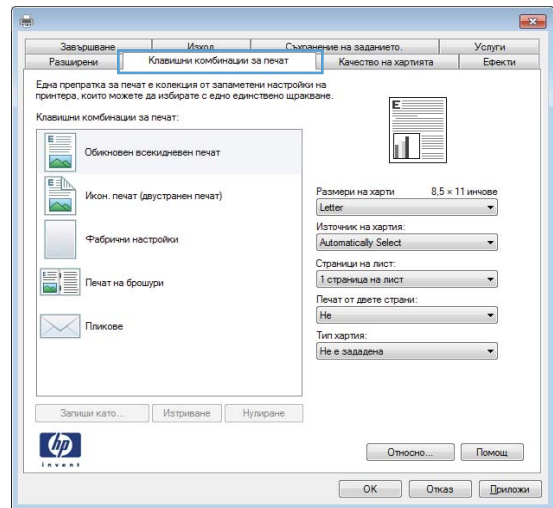 Завършване
Изход
Съхранение на заданието.
Услуги
Разширени
Клавишни комбинации за печат
Качество на хартията
Ефекти
Една препратка за печат е колекция от запаметени настройки на
принтера, които можете да избирате с едно единствено щракване.
Клавишни комбинации за печат:
Обикновен всекидневен печат
Икон. печат (двустранен печат)
Фабрични настройки
Печат на брошури
Пликове
Запиши като...
Изтриване
Нулиране
E
Размери на харти 8,5 × 11 инчове
Letter
Източник на хартия:
Automatically Select
Страници на лист:
1 страница на лист
Печат от двете страни:
Не
Тип хартия:
Не е зададена
hp
invent
Относно...
Помощ
OK
Отказ
Приложи